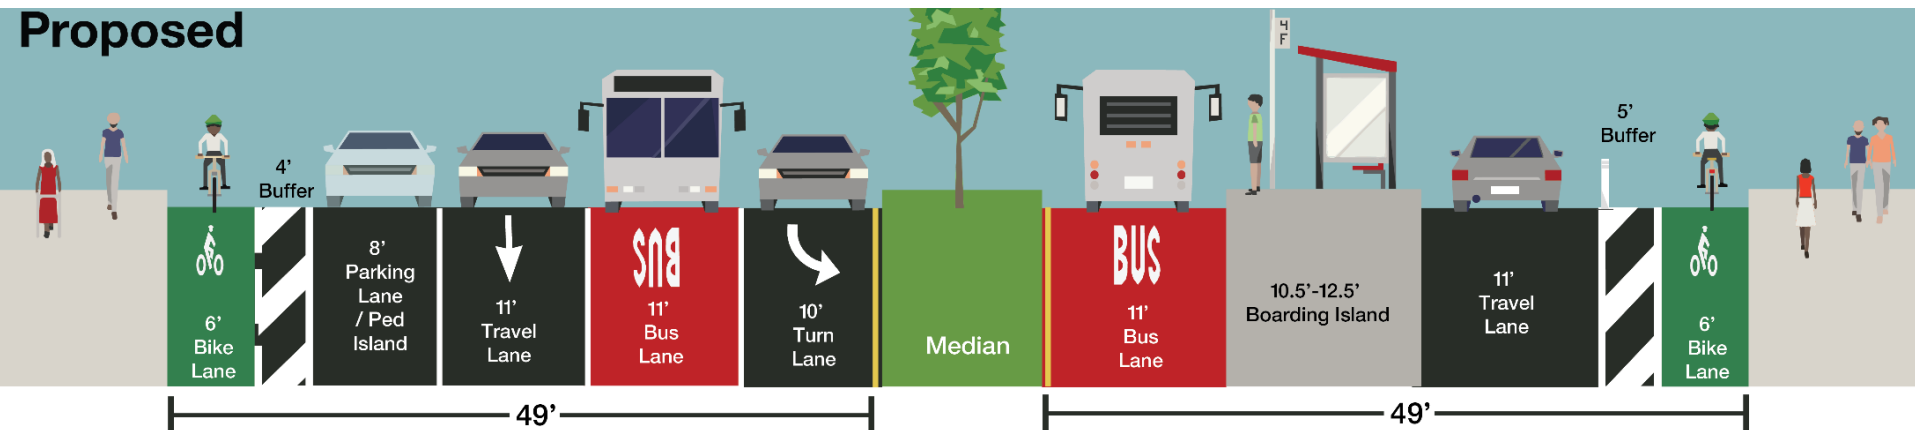 Proposed
4
F
4'
Buffer
5'
Buffer
6'
Bike
Lane
8'
Parking
Lane
/ Ped
Island
11'
Travel
Lane
BUS
11'
Bus
Lane
10'
Turn
Lane
Median
BUS
11'
Bus
Lane
10.5'-12.5'
Boarding Island
11'
Travel
Lane
6'
Bike
Lane
49'
49'